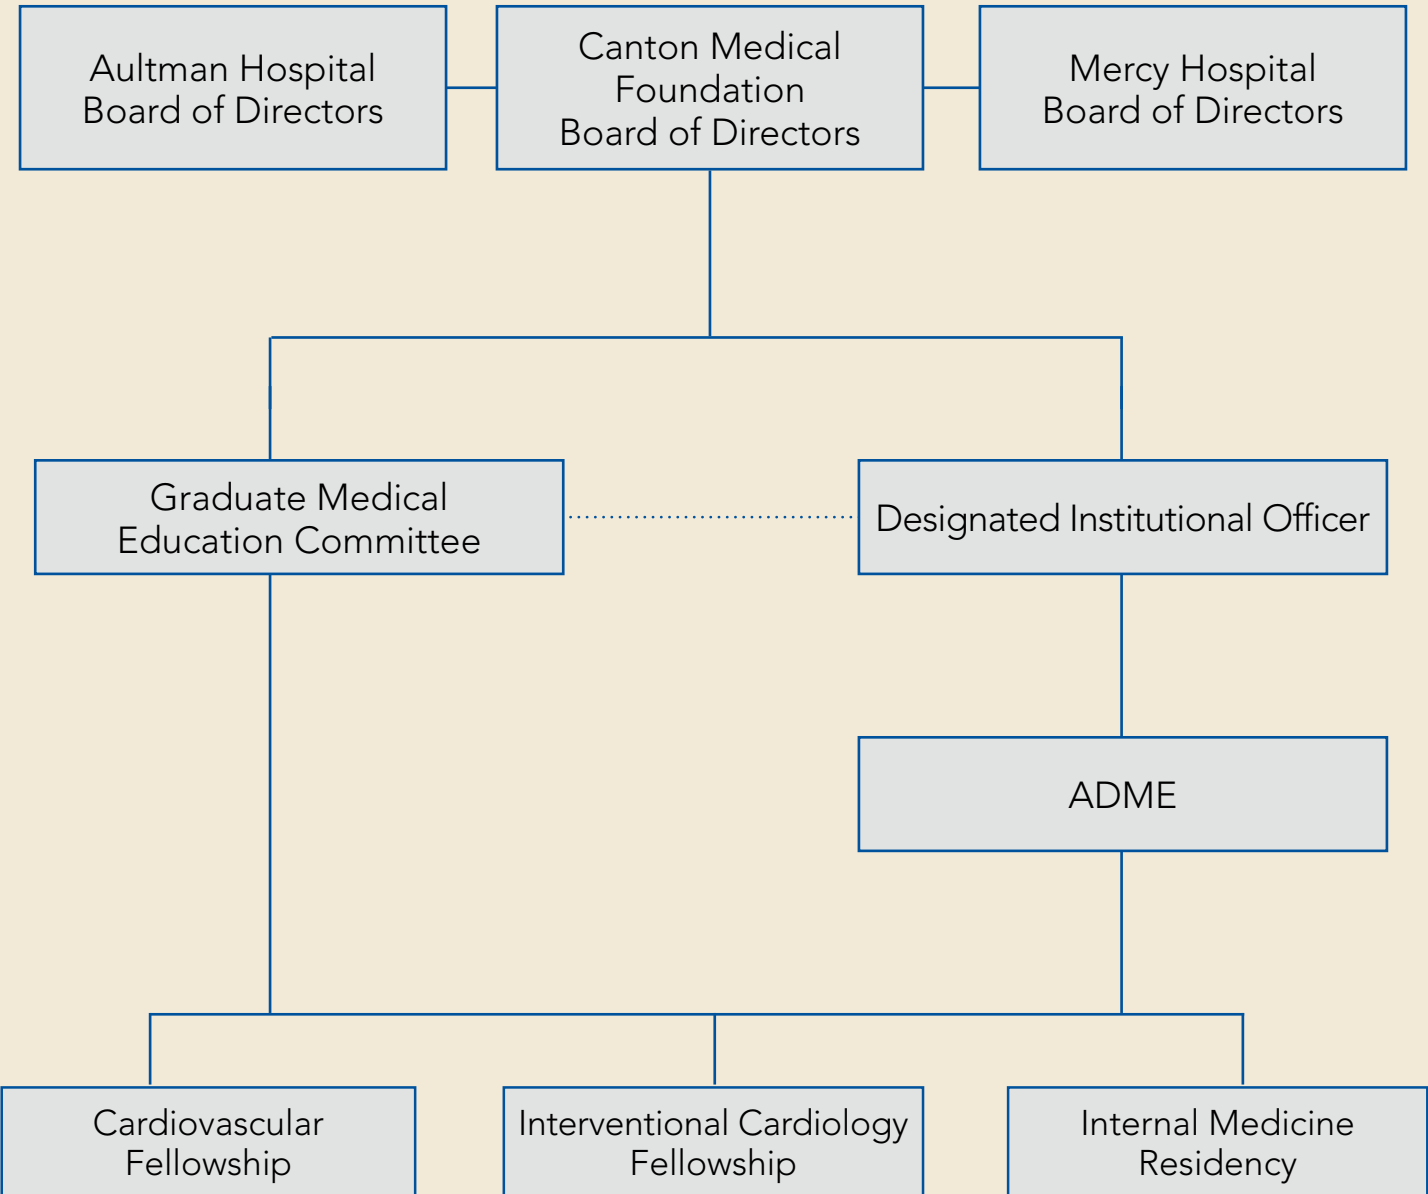 Aultman Hospital
Board of Directors
Canton Medical
Foundation
Board of Directors
Mercy Hospital
Board of Directors
Graduate Medical
Education Committee
Designated Institutional Officer
ADME
Cardiovascular
Fellowship
Interventional Cardiology
Fellowship
Internal Medicine
Residency